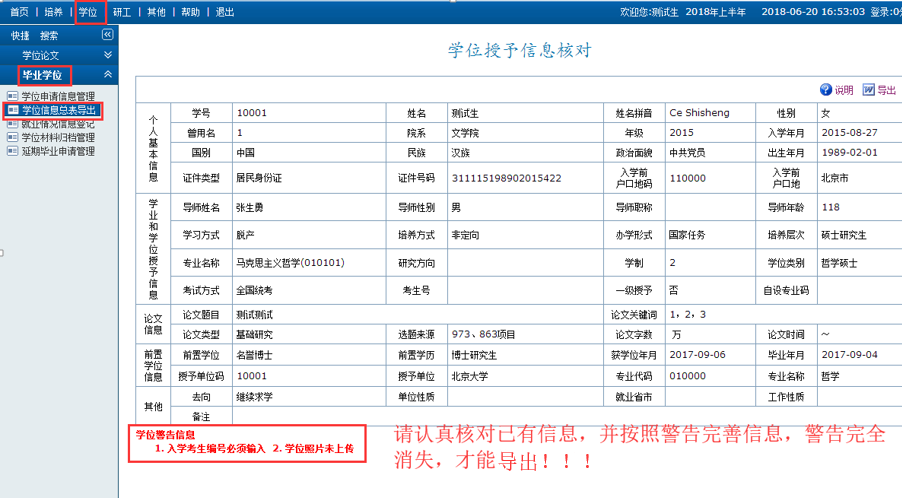 首页 | 培养 | 学位 | 研工 | 其他 | 帮助 | 退出 欢迎您:测试生 2018年上半年 2018-06-20 16:53:03 登录:0
快捷 搜索
学位论文
毕业学位
学位申请信息管理
学位信息总表导出
就业情况信息登记
学位材料归档管理
延期毕业申请管理
学位授予信息核对
说明 导出
个人基本信息
学号 10001 姓名 测试生 姓名拼音 Ce Shisheng 性别 女
曾用名 1 院系 文学院 年级 2015 入学年月 2015-08-27
国别 中国 民族 汉族 政治面貌 中共党员 出生年月 1989-02-01
证件类型 居民身份证 证件号码 311115198902015422 入学前户口地码 110000 入学前户口地 北京市
学业和学位授予信息
导师姓名 张生勇 导师性别 男 导师职称 导师年龄 118
学习方式 脱产 培养方式 非定向 办学形式 国家任务 培养层次 硕士研究生
专业名称 马克思主义哲学(010101) 研究方向 学制 2 学位类别 哲学硕士
考试方式 全国统考 考生号 一级授予 否 自设专业码
论文信息
论文题目 测试测试 论文关键词 1, 2, 3
论文类型 基础研究 选题来源 973、863项目 论文字数 万 论文时间 ～
前置学位信息
前置学位 名誉博士 前置学历 博士研究生 获学位年月 2017-09-06 毕业年月 2017-09-04
授予单位码 10001 授予单位 北京大学 专业代码 010000 专业名称 哲学
其他
去向 继续求学 单位性质 就业省市 工作性质
备注
学位警告信息
1. 入学考生编号必须输入 2. 学位照片未上传
请认真核对已有信息，并按照警告完善信息，警告完全
消失，才能导出！！！